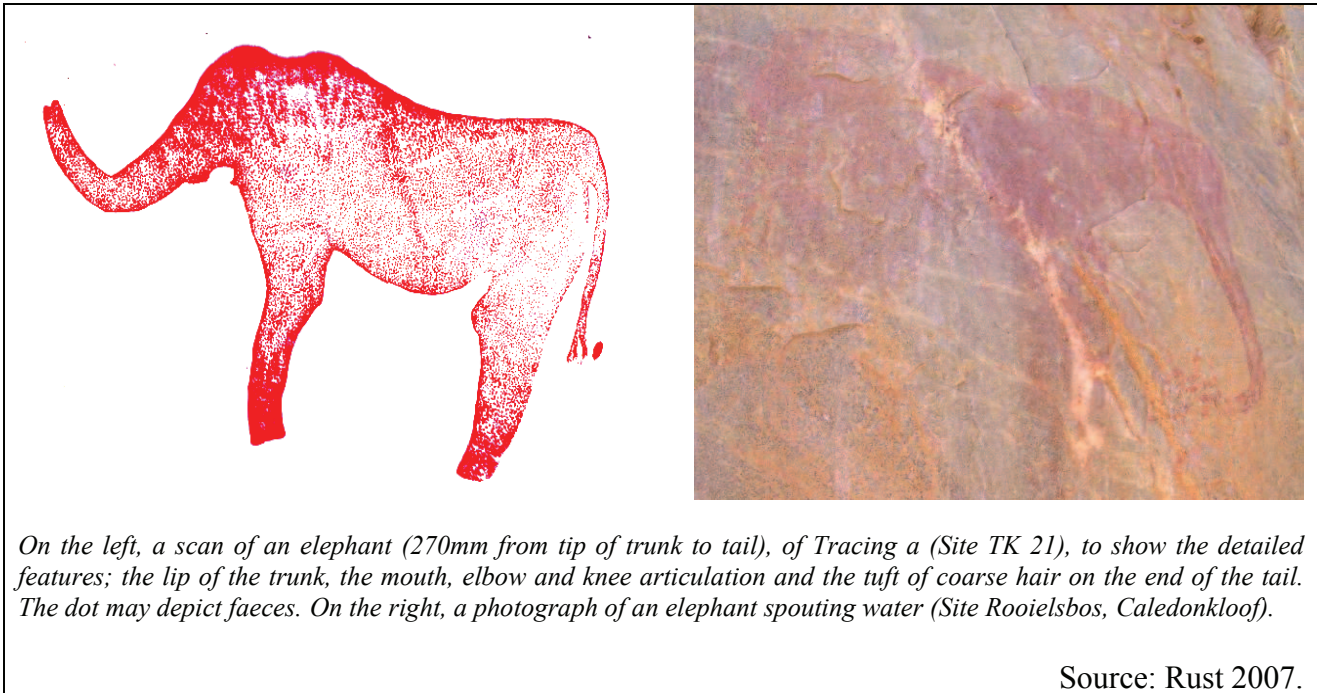 On the left, a scan of an elephant (270mm from tip of trunk to tail), of Tracing a (Site TK 21), to show the detailed
features; the lip of the trunk, the mouth, elbow and knee articulation and the tuft of coarse hair on the end of the tail.
The dot may depict faeces. On the right, a photograph of an elephant spouting water (Site Rooielsbos, Caledonkloof).
Source: Rust 2007.